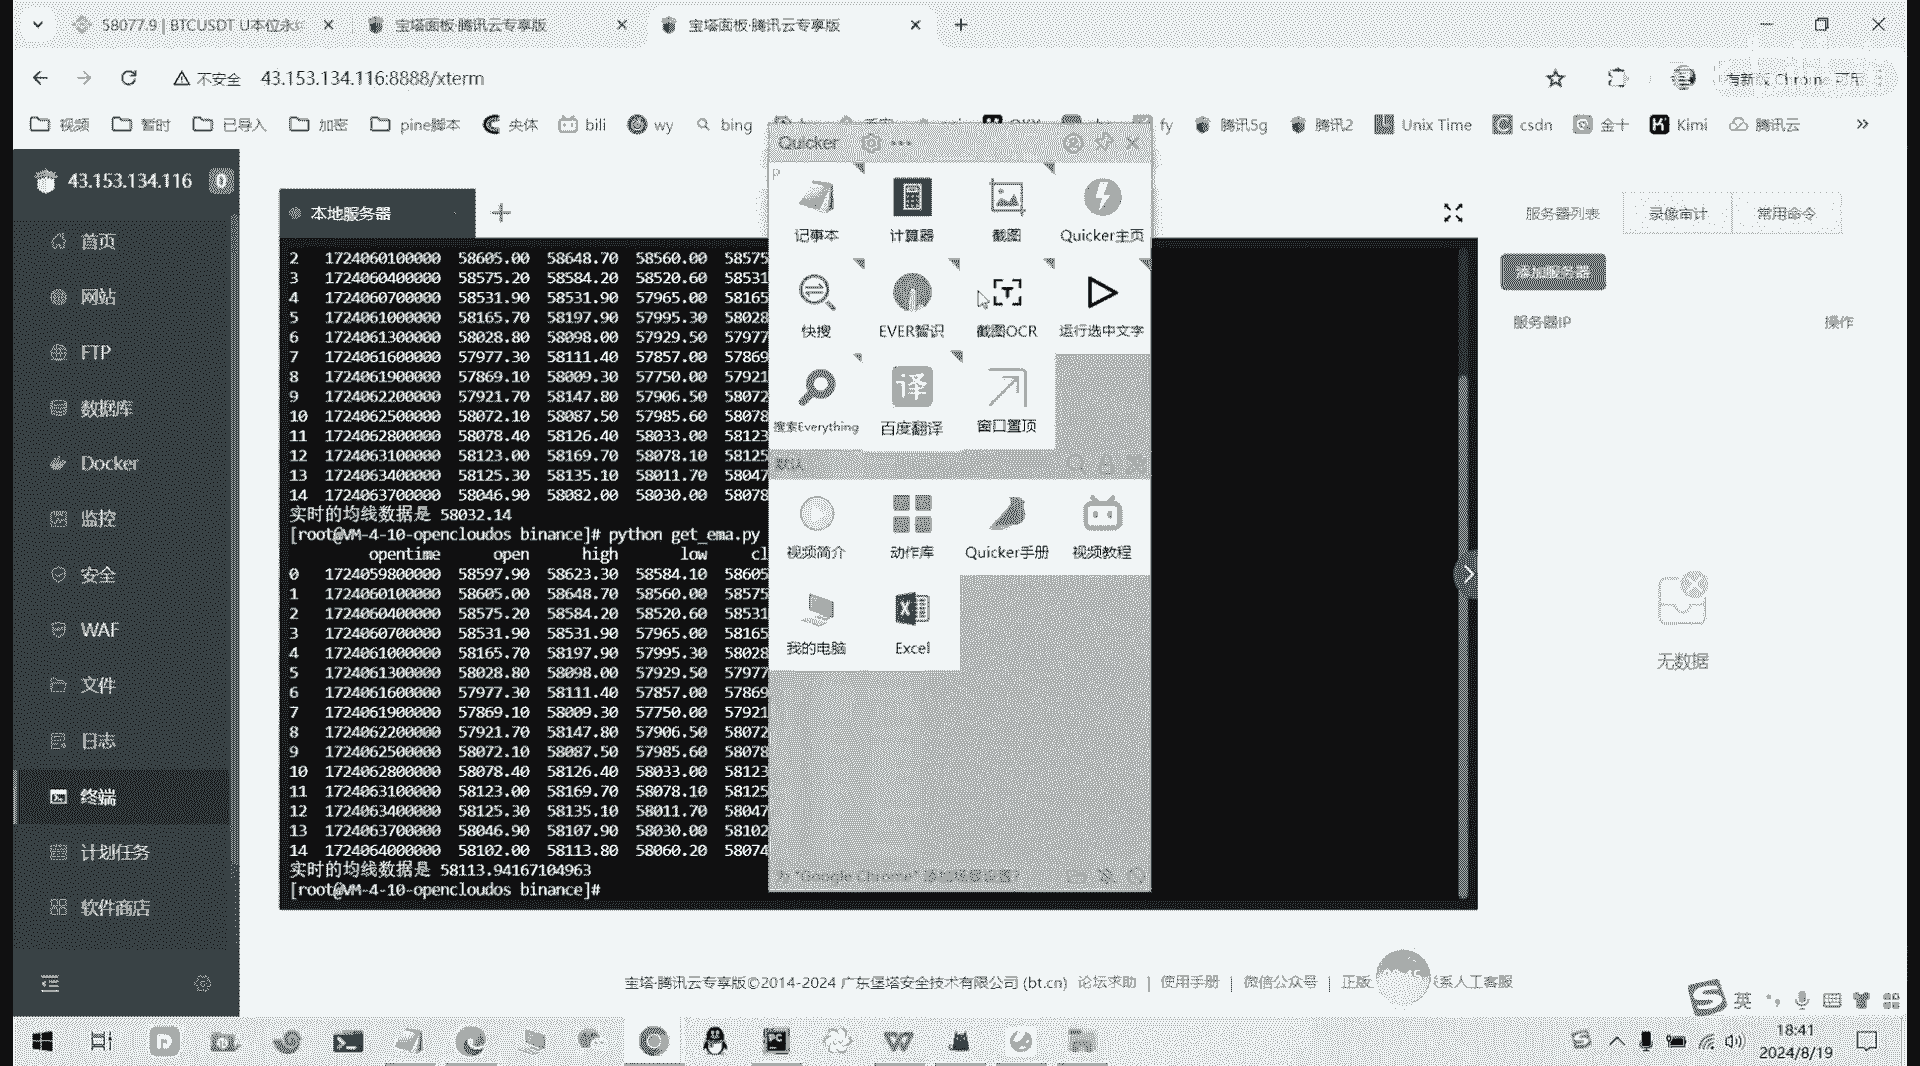 58077.9 | BTCUSDT U本位永
宝塔面板·腾讯云专享版
宝塔面板·腾讯云专享版
不安全 43.153.134.116:8888/xterm
有新版 Chrome 可用
视频 暂时 已导入 加密 pine脚本 央体 bili wy bing fy 腾讯5g 腾讯2 Unix Time csdn 金十 Kimi 腾讯云
43.153.134.116 0
首页
网站
FTP
数据库
Docker
监控
安全
WAF
文件
日志
终端
计划任务
软件商店
本地服务器
2 1724060100000 58605.00 58648.70 58560.00 58575
3 1724060400000 58575.20 58584.20 58520.60 58531
4 1724060700000 58531.90 58531.90 57965.00 58165
5 1724061000000 58165.70 58197.90 57995.30 58028
6 1724061300000 58028.80 58098.00 57929.50 57977
7 1724061600000 57977.30 58111.40 57857.00 57869
8 1724061900000 57869.10 58009.30 57750.00 57921
9 1724062200000 57921.70 58147.80 57906.50 58072
10 1724062500000 58072.10 58087.50 57985.60 58078
11 1724062800000 58078.40 58126.40 58033.00 58123
12 1724063100000 58123.00 58169.70 58078.10 58125
13 1724063400000 58125.30 58135.10 58011.70 58047
14 1724063700000 58046.90 58082.00 58030.00 58078
实时的均线数据是 58032.14
[root@VM-4-10-opencloudos binance]# python get_ema.py
opentime open high low cl
0 1724059800000 58597.90 58623.30 58584.10 58605
1 1724060100000 58605.00 58648.70 58560.00 58575
2 1724060400000 58575.20 58584.20 58520.60 58531
3 1724060700000 58531.90 58531.90 57965.00 58165
4 1724061000000 58165.70 58197.90 57995.30 58028
5 1724061300000 58028.80 58098.00 57929.50 57977
6 1724061600000 57977.30 58111.40 57857.00 57869
7 1724061900000 57869.10 58009.30 57750.00 57921
8 1724062200000 57921.70 58147.80 57906.50 58072
9 1724062500000 58072.10 58087.50 57985.60 58078
10 1724062800000 58078.40 58126.40 58033.00 58123
11 1724063100000 58123.00 58169.70 58078.10 58125
12 1724063400000 58125.30 58135.10 58011.70 58047
13 1724063700000 58046.90 58107.90 58030.00 58102
14 1724064000000 58102.00 58113.80 58060.20 58074
实时的均线数据是 58113.94167104963
[root@VM-4-10-opencloudos binance]#
Quicker
P
记事本 计算器 截图 Quicker主页
快搜 EVER智识 截图OCR 运行选中文字
搜索Everything 百度翻译 窗口置顶
默认
视频简介 动作库 Quicker手册 视频教程
我的电脑 Excel
为 "Google Chrome" 添加场景设置?
服务器列表 录像审计 常用命令
添加服务器
服务器IP 操作
无数据
宝塔·腾讯云专享版©2014-2024 广东堡塔安全技术有限公司 (bt.cn) 论坛求助 | 使用手册 | 微信公众号 | 正版 系人工客服
英
18:41
2024/8/19